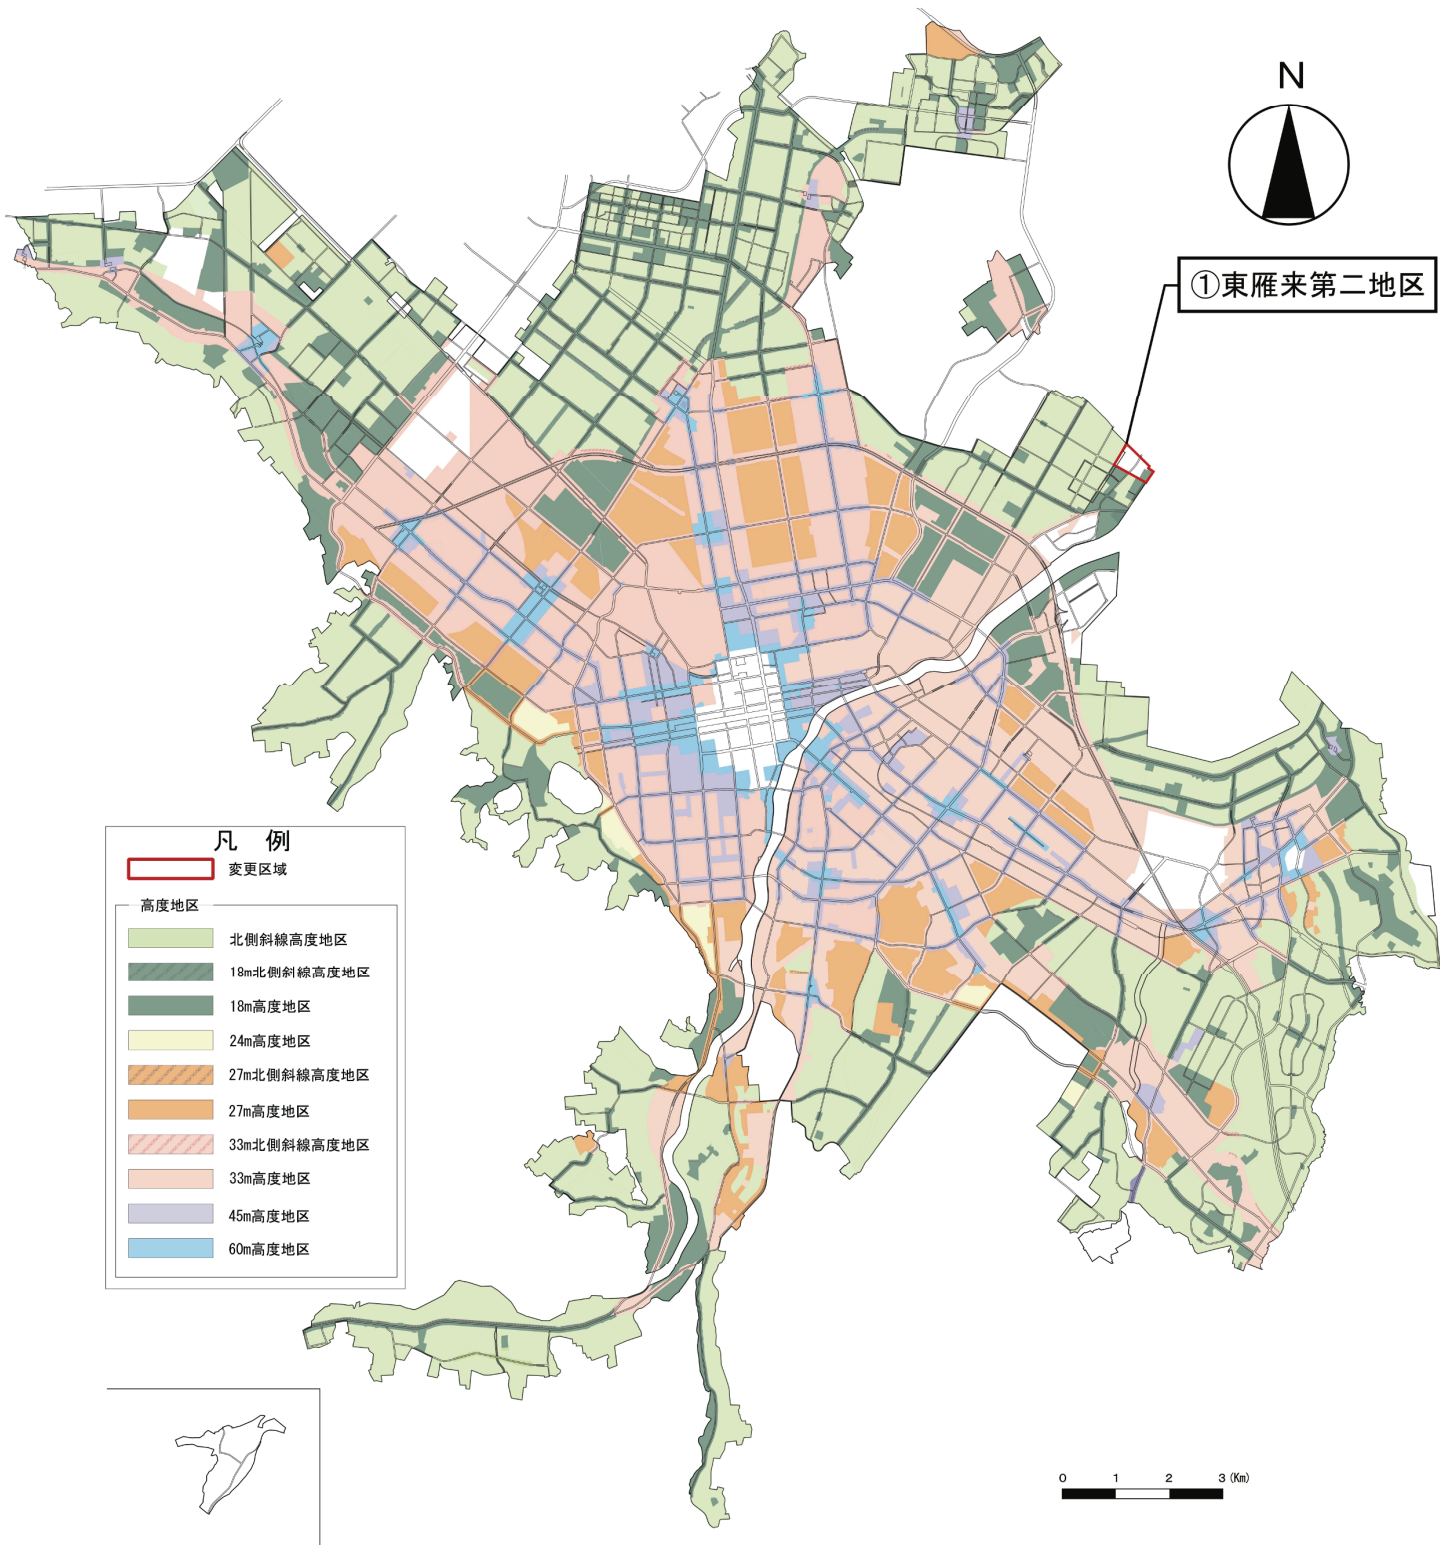 N
①東雁来第二地区
凡 例
変更区域
高度地区
北側斜線高度地区
18m北側斜線高度地区
18m高度地区
24m高度地区
27m北側斜線高度地区
27m高度地区
33m北側斜線高度地区
33m高度地区
45m高度地区
60m高度地区
0 1 2 3 (Km)